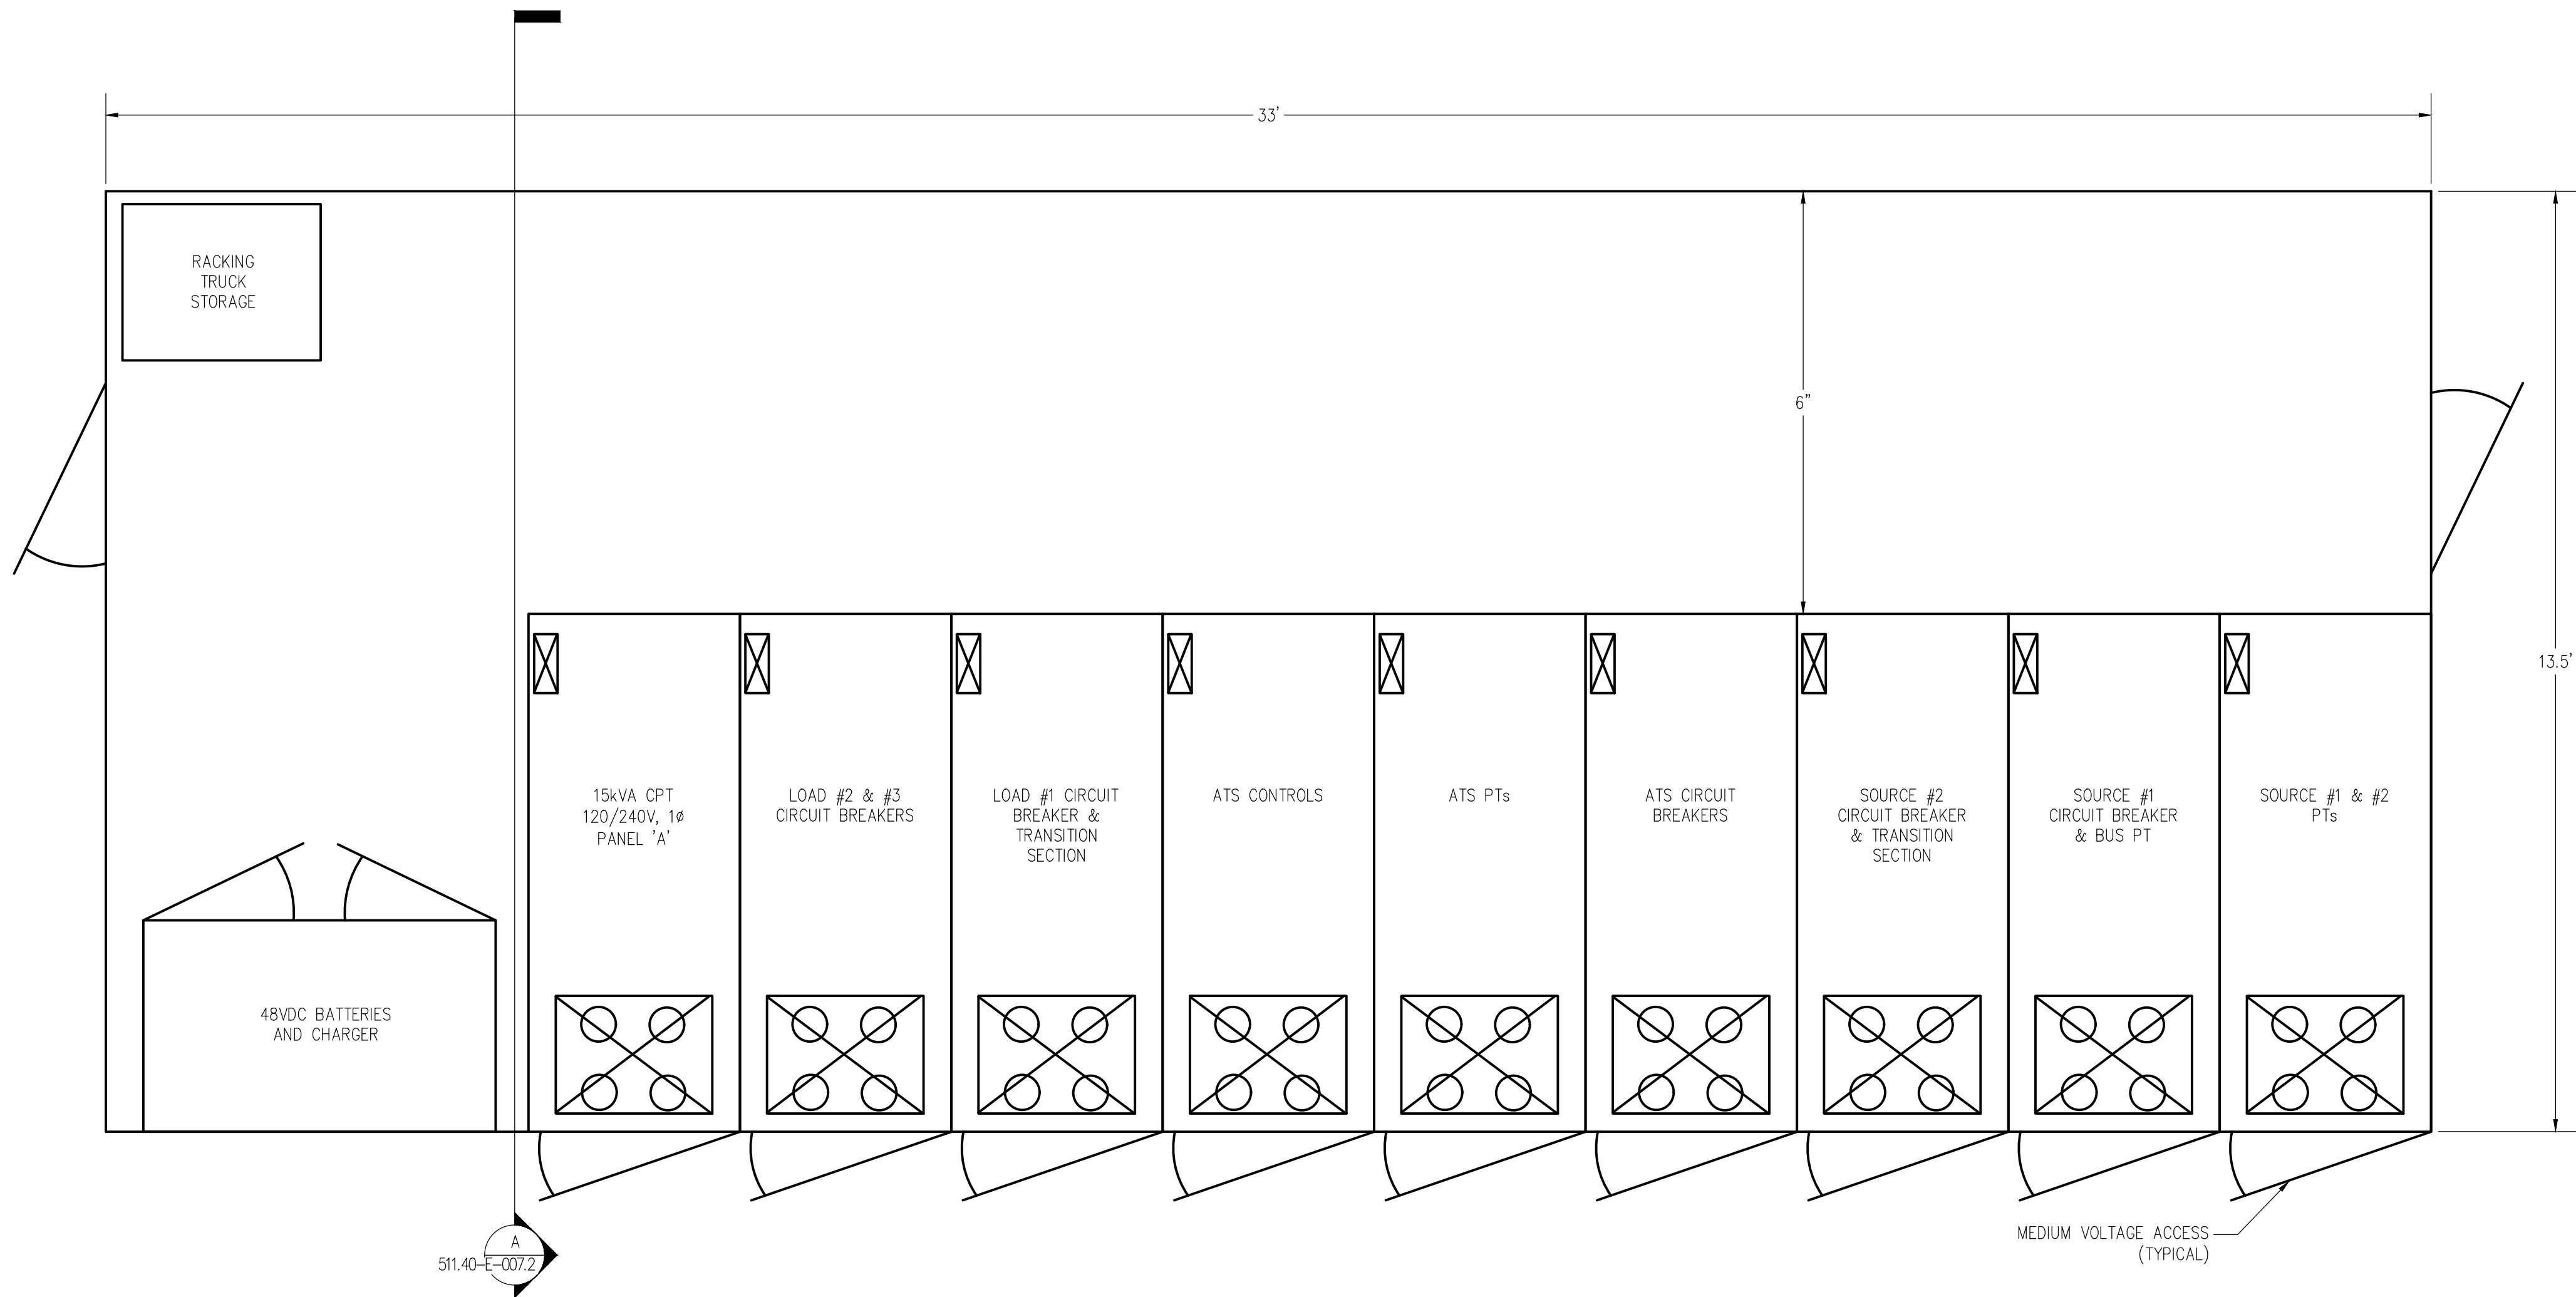 33'
RACKING
TRUCK
STORAGE
6"
13.5'
15kVA CPT
120/240V, 1ø
PANEL 'A'
LOAD #2 & #3
CIRCUIT BREAKERS
LOAD #1 CIRCUIT
BREAKER &
TRANSITION
SECTION
ATS CONTROLS
ATS PTs
ATS CIRCUIT
BREAKERS
SOURCE #2
CIRCUIT BREAKER
& TRANSITION
SECTION
SOURCE #1
CIRCUIT BREAKER
& BUS PT
SOURCE #1 & #2
PTs
48VDC BATTERIES
AND CHARGER
A
511.40-E-007.2
MEDIUM VOLTAGE ACCESS
(TYPICAL)